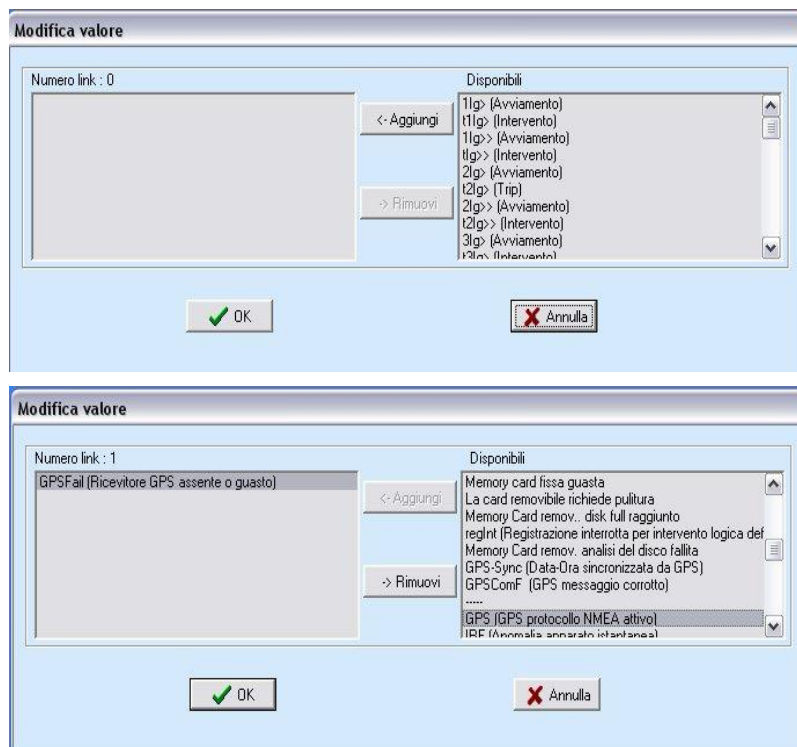 Modifica valore
Numero link : 0
Disponibili
<- Aggiungi
-> Rimuovi
1Ig> (Avviamento)
t1Ig> (Intervento)
1Ig>> (Avviamento)
tIg>> (Intervento)
2Ig> (Avviamento)
t2Ig> (Trip)
2Ig>> (Avviamento)
t2Ig>> (Intervento)
3Ig> (Avviamento)
t3Ig> (Intervento)
OK
Annulla
Modifica valore
Numero link : 1
Disponibili
GPSFail (Ricevitore GPS assente o guasto)
<- Aggiungi
-> Rimuovi
Memory card fissa guasta
La card removibile richiede pulitura
Memory Card remov.. disk full raggiunto
regInt (Registrazione interrotta per intervento logica def
Memory Card remov. analisi del disco fallita
GPS-Sync (Data-Ora sincronizzata da GPS)
GPSComF (GPS messaggio corrotto)
-----
GPS (GPS protocollo NMEA attivo)
IRF (Anomalia apparato istantanea)
OK
Annulla